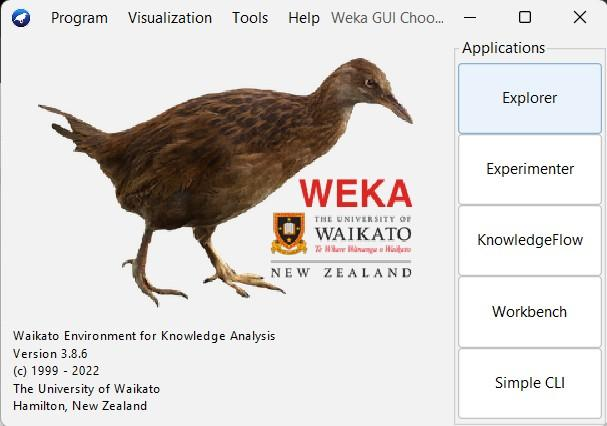 Program Visualization Tools Help Weka GUI Choo...
Applications
Explorer
Experimenter
KnowledgeFlow
Workbench
Simple CLI
WEKA
THE UNIVERSITY OF
WAIKATO
Te Whare Wānanga o Waikato
NEW ZEALAND
Waikato Environment for Knowledge Analysis
Version 3.8.6
(c) 1999 - 2022
The University of Waikato
Hamilton, New Zealand